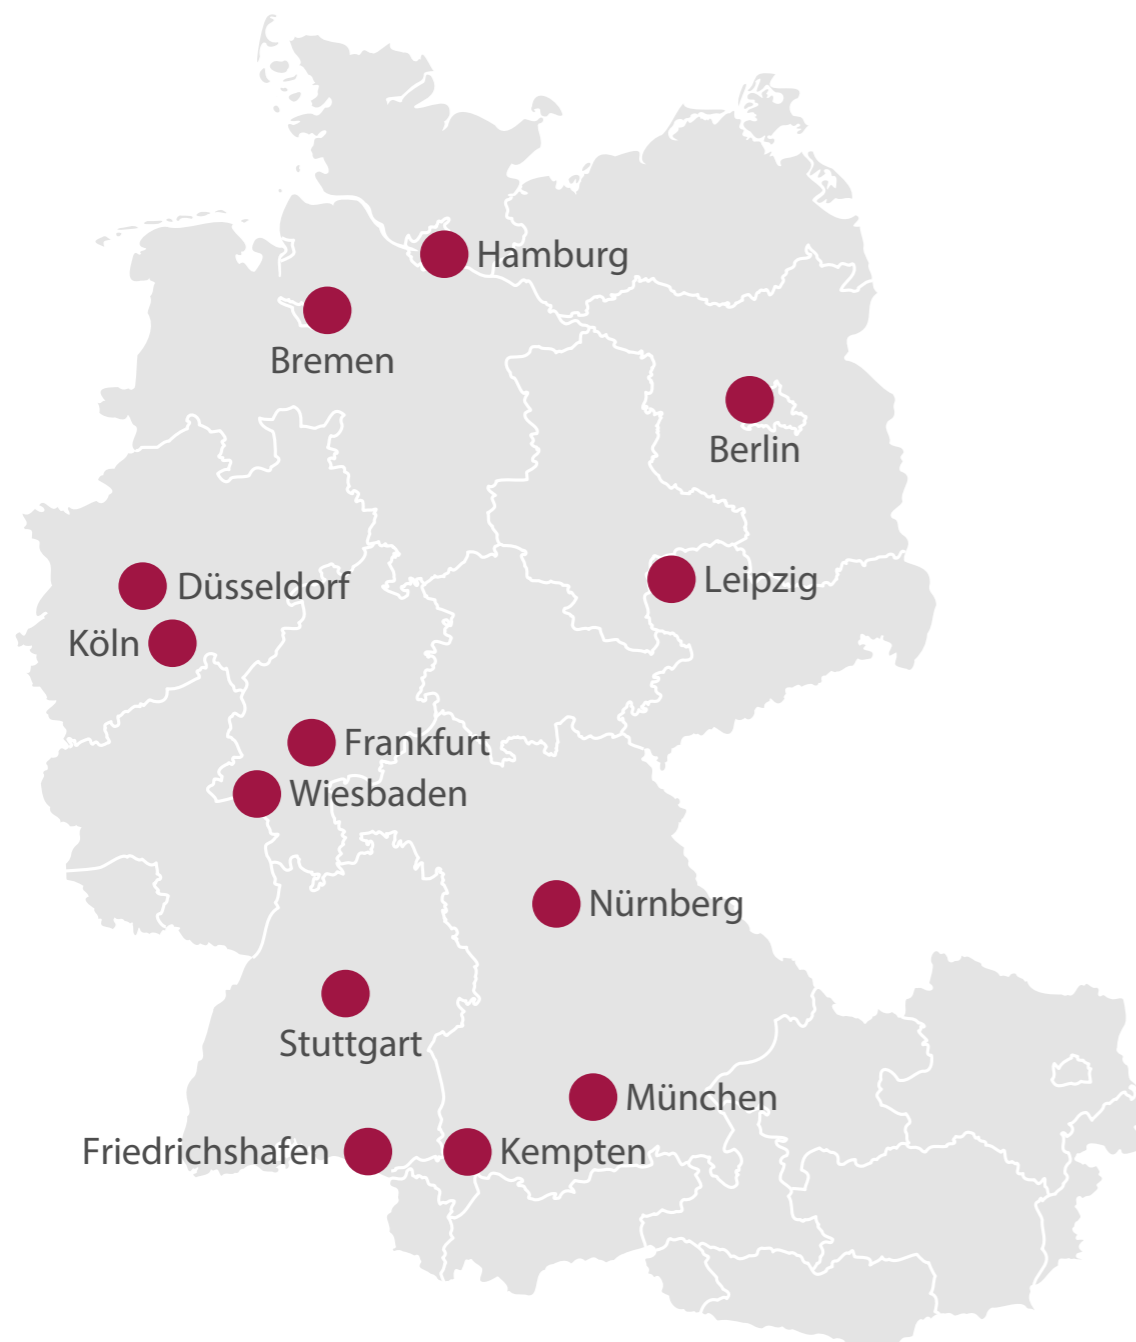 Hamburg
Bremen
Berlin
Düsseldorf
Leipzig
Köln
Frankfurt
Wiesbaden
Nürnberg
Stuttgart
München
Friedrichshafen
Kempten